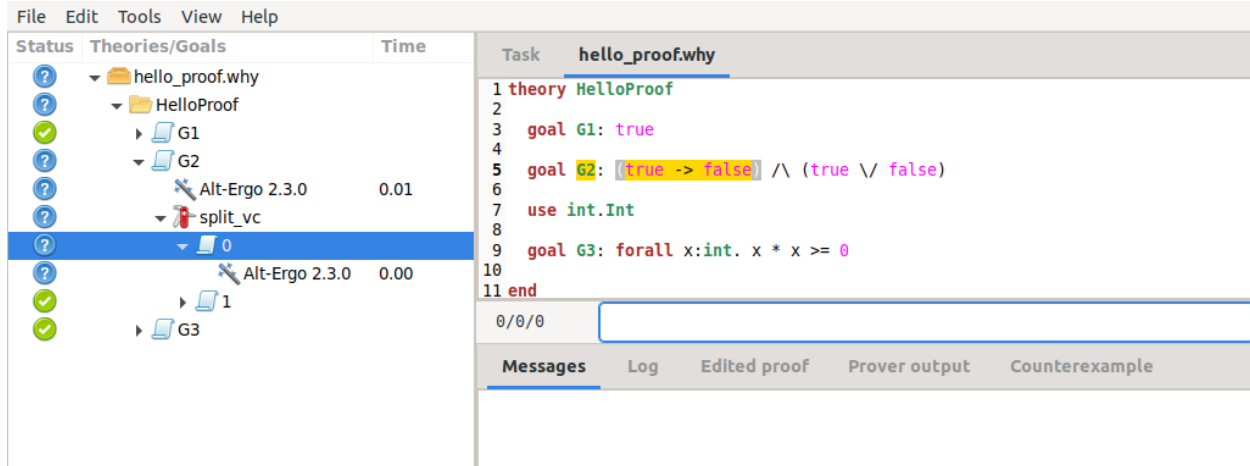 File Edit Tools View Help
Status Theories/Goals Time
hello_proof.why
HelloProof
G1
G2
Alt-Ergo 2.3.0 0.01
split_vc
0
Alt-Ergo 2.3.0 0.00
1
G3
Task hello_proof.why
1 theory HelloProof
2
3 goal G1: true
4
5 goal G2: (true -> false) /\ (true \/ false)
6
7 use int.Int
8
9 goal G3: forall x:int. x * x >= 0
10
11 end
0/0/0
Messages Log Edited proof Prover output Counterexample